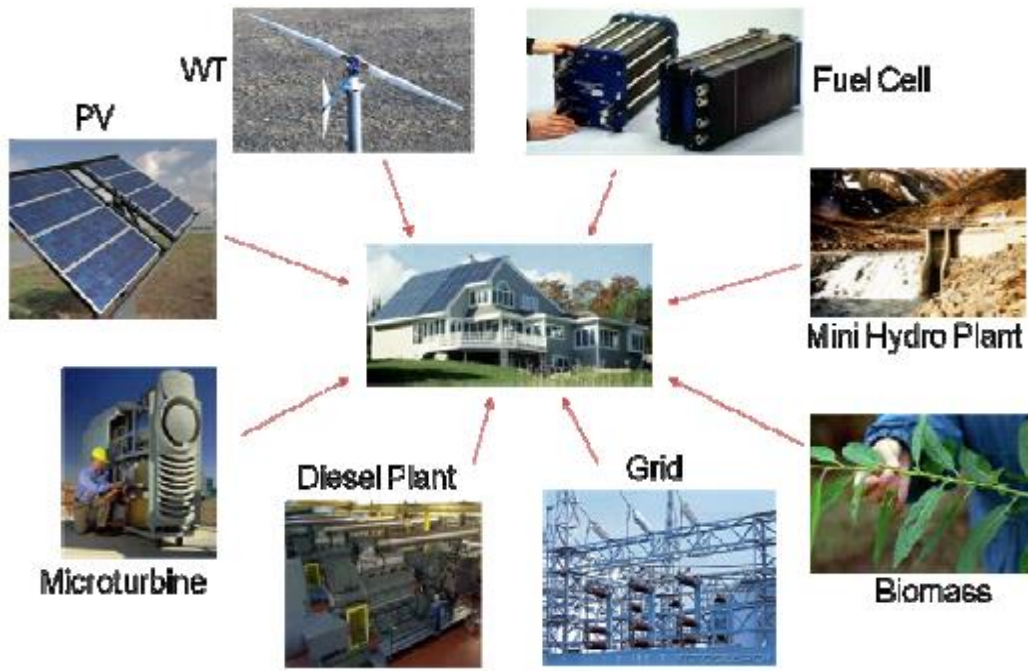 WT
Fuel Cell
PV
Mini Hydro Plant
Diesel Plant
Grid
Microturbine
Biomass